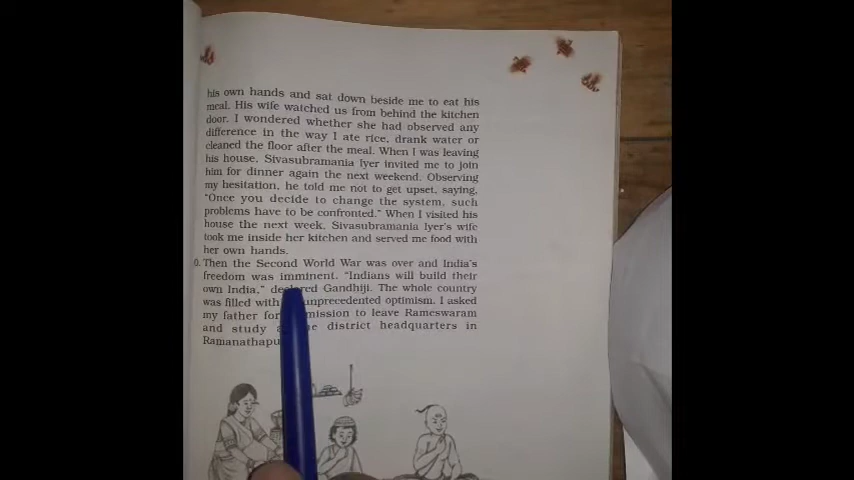 his own hands and sat down beside me to eat his
meal. His wife watched us from behind the kitchen
door. I wondered whether she had observed any
difference in the way I ate rice, drank water or
cleaned the floor after the meal. When I was leaving
his house, Sivasubramania Iyer invited me to join
him for dinner again the next weekend. Observing
my hesitation, he told me not to get upset, saying,
“Once you decide to change the system, such
problems have to be confronted.” When I visited his
house the next week, Sivasubramania Iyer's wife
took me inside her kitchen and served me food with
her own hands.
0. Then the Second World War was over and India's
freedom was imminent. “Indians will build their
own India,” declared Gandhiji. The whole country
was filled with unprecedented optimism. I asked
my father for mission to leave Rameswaram
and study district headquarters in
Ramanathapu